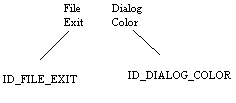 File Dialog
Exit Color
ID_FILE_EXIT ID_DIALOG_COLOR